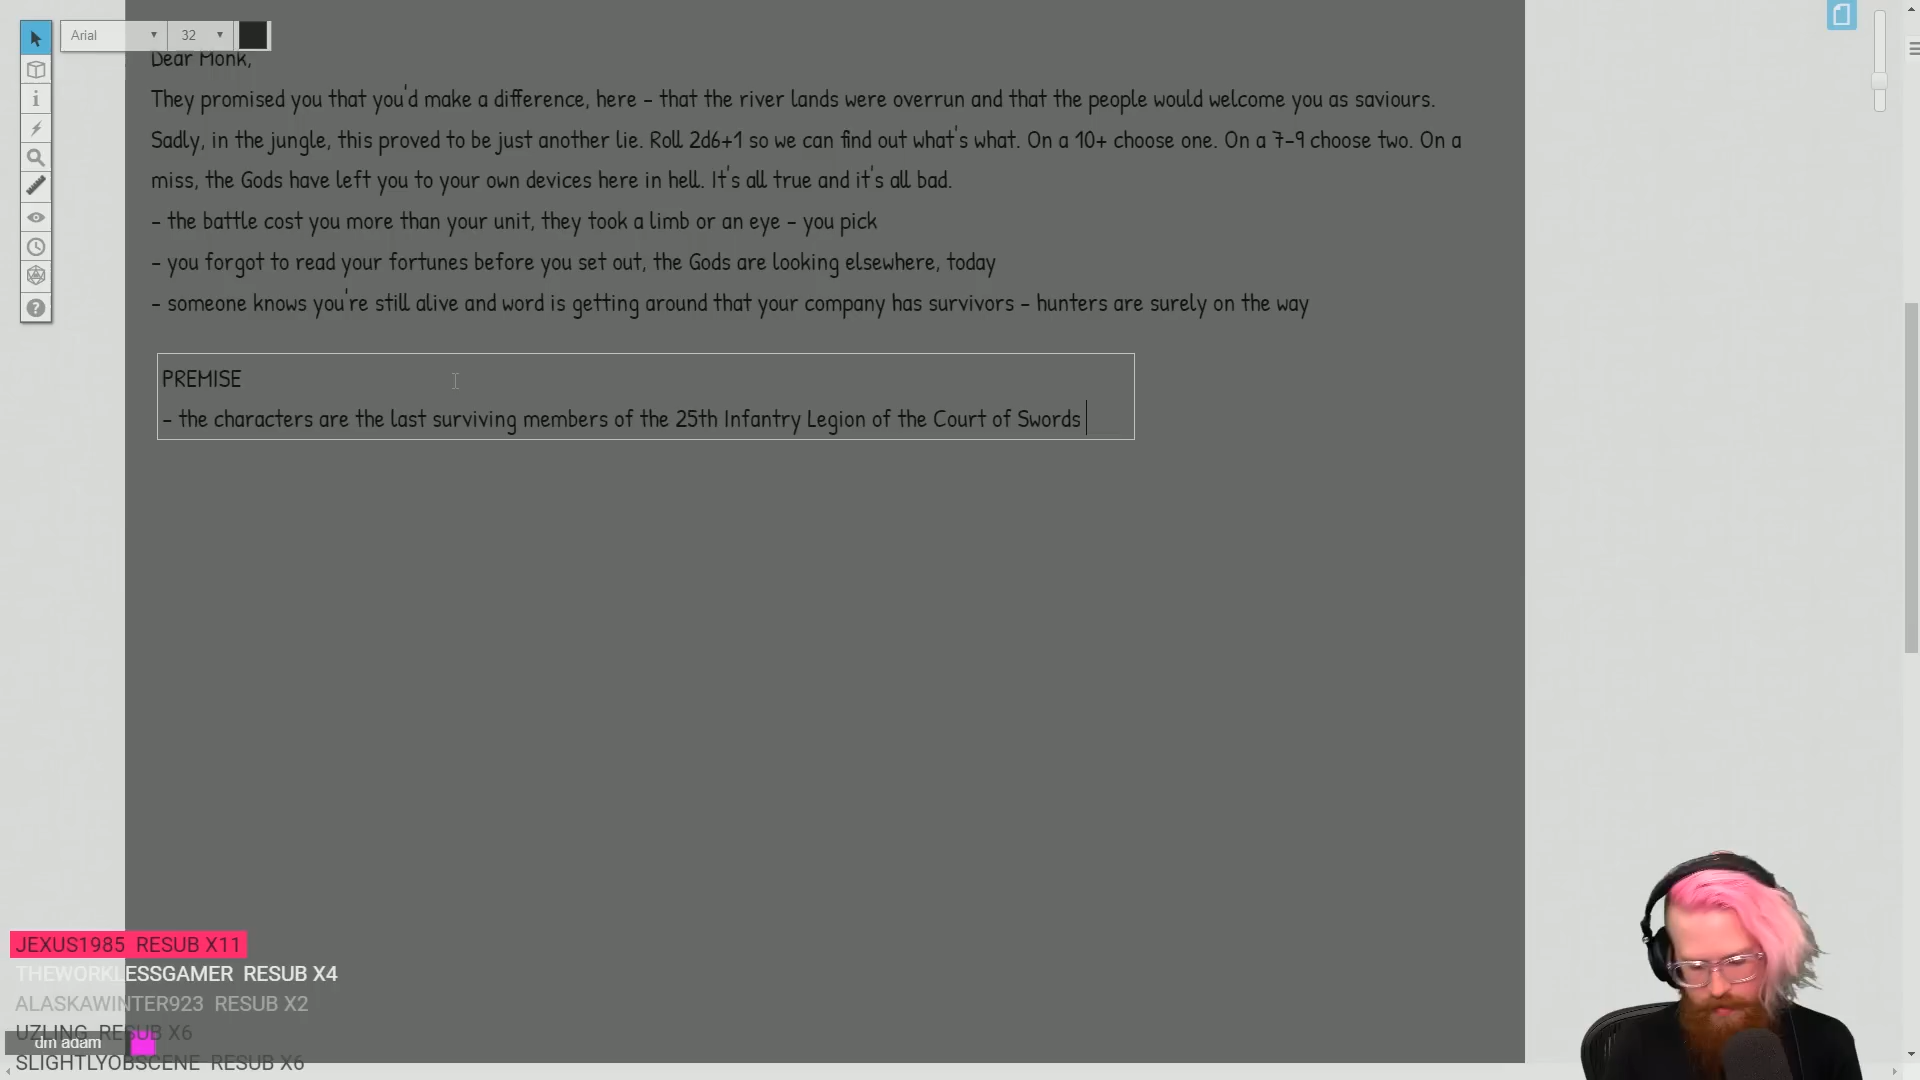 Arial
32
Dear Monk,
They promised you that you'd make a difference, here - that the river lands were overrun and that the people would welcome you as saviours.
Sadly, in the jungle, this proved to be just another lie. Roll 2d6+1 so we can find out what's what. On a 10+ choose one. On a 7-9 choose two. On a
miss, the Gods have left you to your own devices here in hell. It's all true and it's all bad.
- the battle cost you more than your unit, they took a limb or an eye - you pick
- you forgot to read your fortunes before you set out, the Gods are looking elsewhere, today
- someone knows you're still alive and word is getting around that your company has survivors - hunters are surely on the way
PREMISE
- the characters are the last surviving members of the 25th Infantry Legion of the Court of Swords
JEXUS1985 RESUB X11
THEWORKLESSGAMER RESUB X4
ALASKAWINTER923 RESUB X2
UZLING RESUB X6
dm adam
SLIGHTLYOBSCENE RESUB X6